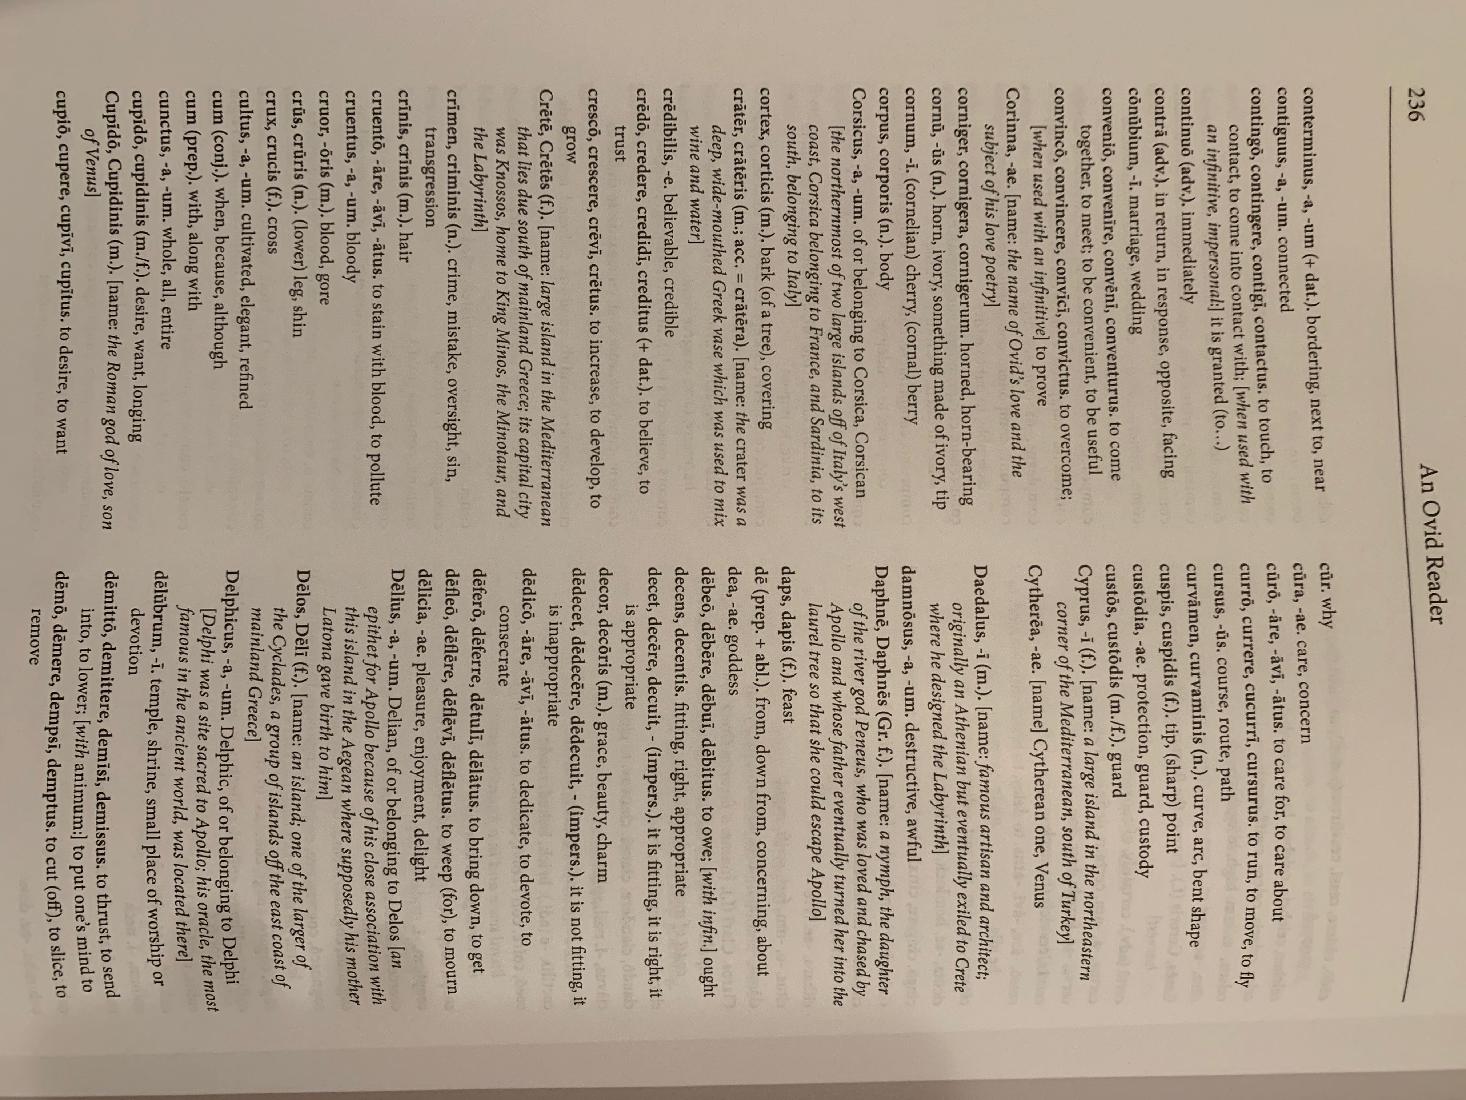 236
An Ovid Reader
conterminus, -a, -um (+ dat.). bordering, next to, near
contiguus, -a, -um. connected
contingō, contingere, contigī, contactus. to touch, to
contact, to come into contact with; [when used with
an infinitive, impersonal:] it is granted (to…)
continuō (adv.). immediately
contrā (adv.). in return, in response, opposite, facing
cōnūbium, -ī. marriage, wedding
conveniō, convenīre, convēnī, conventurus. to come
together, to meet; to be convenient, to be useful
convincō, convincere, convīcī, convictus. to overcome;
[when used with an infinitive] to prove
Corinna, -ae. [name: the name of Ovid's love and the
subject of his love poetry]
corniger, cornigera, cornigerum. horned, horn-bearing
cornū, -ūs (n.). horn, ivory, something made of ivory, tip
cornum, -ī. (cornelian) cherry, (cornal) berry
corpus, corporis (n.). body
Corsicus, -a, -um. of or belonging to Corsica, Corsican
[the northernmost of two large islands off of Italy's west
coast, Corsica belonging to France, and Sardinia, to its
south, belonging to Italy]
cortex, corticis (m.). bark (of a tree), covering
crātēr, crātēris (m.; acc. = crātēra). [name: the crater was a
deep, wide-mouthed Greek vase which was used to mix
wine and water]
crēdibilis, -e. believable, credible
crēdō, credere, credidī, creditus (+ dat.). to believe, to
trust
crescō, crescere, crēvī, crētus. to increase, to develop, to
grow
Crētē, Crētēs (f.). [name: large island in the Mediterranean
that lies due south of mainland Greece; its capital city
was Knossos, home to King Minos, the Minotaur, and
the Labyrinth]
crīmen, criminis (n.). crime, mistake, oversight, sin,
transgression
crīnis, crīnis (m.). hair
cruentō, -āre, -āvī, -ātus. to stain with blood, to pollute
cruentus, -a, -um. bloody
cruor, -ōris (m.). blood, gore
crūs, crūris (n.). (lower) leg, shin
crux, crucis (f.). cross
cultus, -a, -um. cultivated, elegant, refined
cum (conj.). when, because, although
cum (prep.). with, along with
cunctus, -a, -um. whole, all, entire
cupīdō, cupidinis (m./f.). desire, want, longing
Cupīdō, Cupīdinis (m.). [name: the Roman god of love, son
of Venus]
cupiō, cupere, cupīvī, cupītus. to desire, to want
cūr. why
cūra, -ae. care, concern
cūrō, -āre, -āvī, -ātus. to care for, to care about
currō, currere, cucurrī, cursurus. to run, to move, to fly
cursus, -ūs. course, route, path
curvāmen, curvaminis (n.). curve, arc, bent shape
cuspis, cuspidis (f.). tip, (sharp) point
custōdia, -ae. protection, guard, custody
custōs, custōdis (m./f.). guard
Cyprus, -ī (f.). [name: a large island in the northeastern
corner of the Mediterranean, south of Turkey]
Cytherēa, -ae. [name] Cytherean one, Venus
Daedalus, -ī (m.). [name: famous artisan and architect;
originally an Athenian but eventually exiled to Crete
where he designed the Labyrinth]
damnōsus, -a, -um. destructive, awful
Daphnē, Daphnēs (Gr. f.). [name: a nymph, the daughter
of the river god Peneus, who was loved and chased by
Apollo and whose father eventually turned her into the
laurel tree so that she could escape Apollo]
daps, dapis (f.). feast
dē (prep. + abl.). from, down from, concerning, about
dea, -ae. goddess
dēbeō, dēbēre, dēbuī, dēbitus. to owe; [with infin.] ought
decens, decentis. fitting, right, appropriate
decet, decēre, decuit, - (impers.). it is fitting, it is right, it
is appropriate
decor, decōris (m.). grace, beauty, charm
dēdecet, dēdecēre, dēdecuit, - (impers.). it is not fitting, it
is inappropriate
dēdicō, -āre, -āvī, -ātus. to dedicate, to devote, to
consecrate
dēferō, dēferre, dētulī, dēlātus. to bring down, to get
dēfleō, dēflēre, dēflēvī, dēflētus. to weep (for), to mourn
dēlicia, -ae. pleasure, enjoyment, delight
Dēlius, -a, -um. Delian, of or belonging to Delos [an
epithet for Apollo because of his close association with
this island in the Aegean where supposedly his mother
Latona gave birth to him]
Dēlos, Dēlī (f.). [name: an island; one of the larger of
the Cyclades, a group of islands off the east coast of
mainland Greece]
Delphicus, -a, -um. Delphic, of or belonging to Delphi
[Delphi was a site sacred to Apollo; his oracle, the most
famous in the ancient world, was located there]
dēlūbrum, -ī. temple, shrine, small place of worship or
devotion
dēmittō, demittere, demīsī, demissus. to thrust, to send
into, to lower; [with animum:] to put one's mind to
dēmō, dēmere, dempsī, demptus. to cut (off), to slice, to
remove